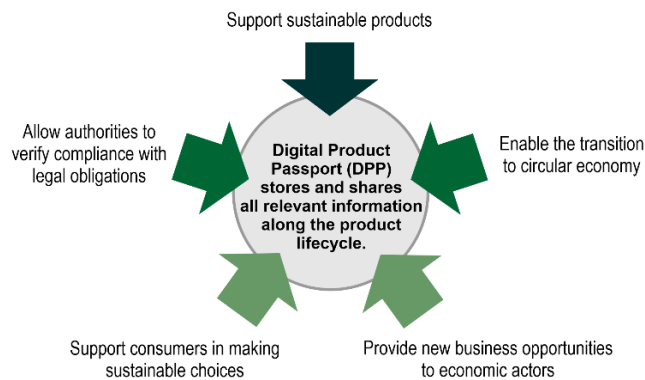 Support sustainable products
Allow authorities to
verify compliance with
legal obligations
Enable the transition
to circular economy
Digital Product
Passport (DPP)
stores and shares
all relevant information
along the product
lifecycle.
Support consumers in making
sustainable choices
Provide new business opportunities
to economic actors